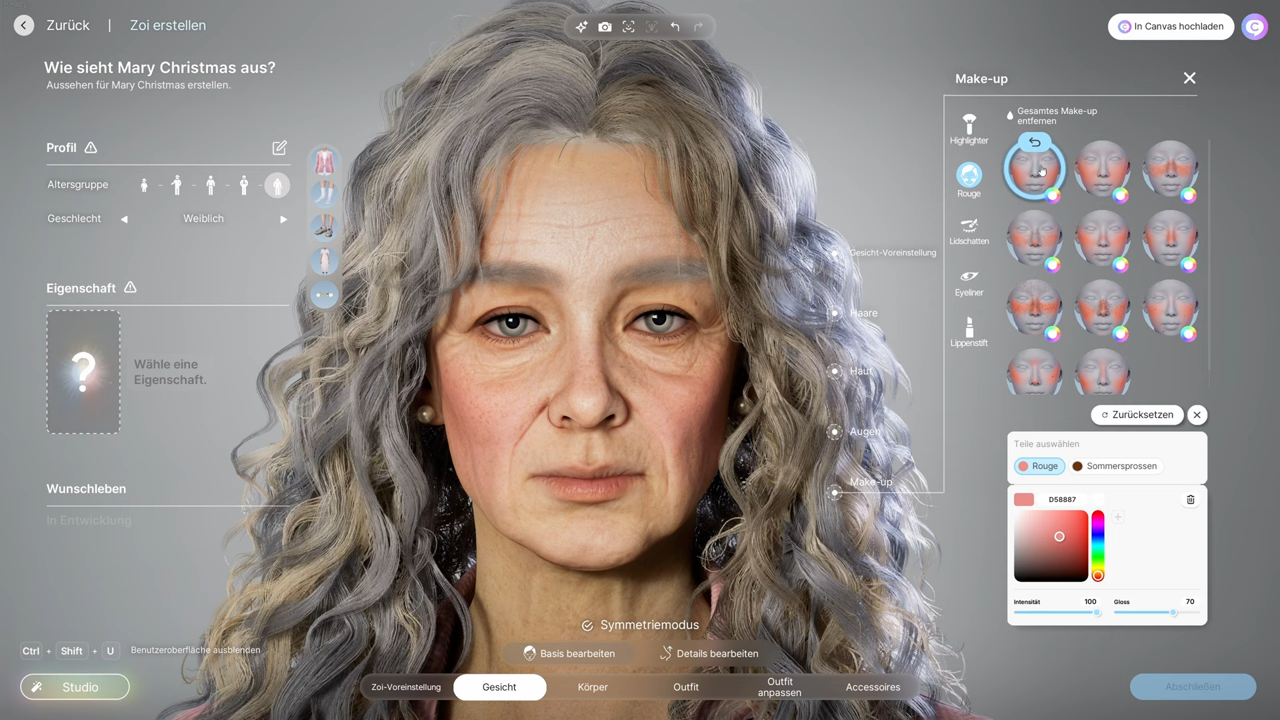 Zurück | Zoi erstellen
In Canvas hochladen
Wie sieht Mary Christmas aus?
Aussehen für Mary Christmas erstellen.
Profil
Altersgruppe
Geschlecht
Weiblich
Eigenschaft
?
Wähle eine
Eigenschaft.
Wunschleben
In Entwicklung
Ctrl + Shift + U Benutzeroberfläche ausblenden
Studio
Gesicht-Voreinstellung
Haare
Haut
Augen
Make-up
Make-up
Highlighter
Rouge
Lidschatten
Eyeliner
Lippenstift
Gesamtes Make-up
entfernen
Zurücksetzen
Teile auswählen
Rouge
Sommersprossen
D58887
Intensität 100
Gloss 70
Symmetriemodus
Basis bearbeiten
Details bearbeiten
Zoi-Voreinstellung
Gesicht
Körper
Outfit
Outfit
anpassen
Accessoires
Abschließen